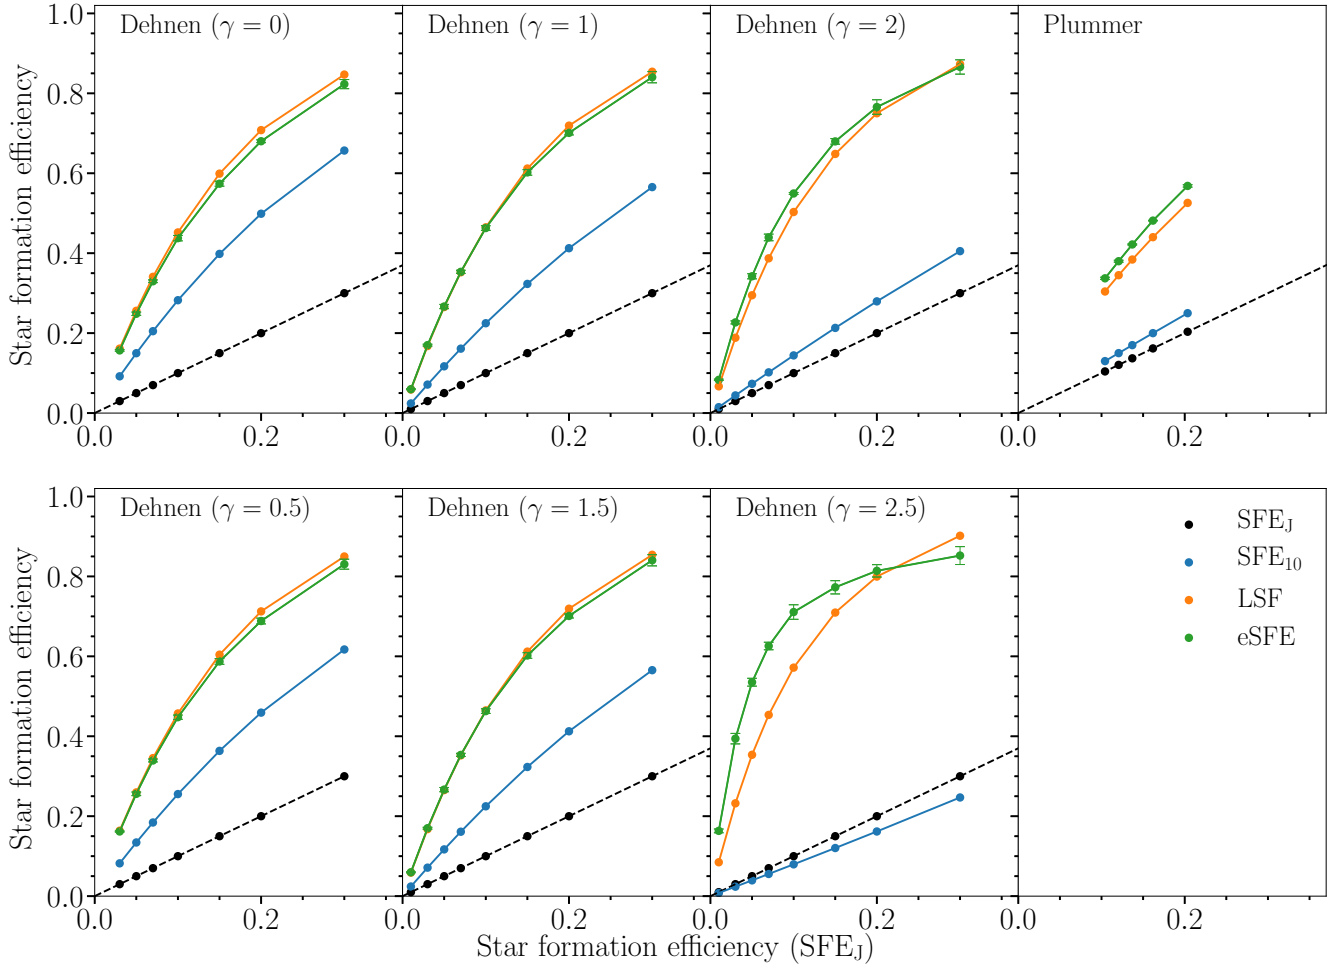 Dehnen (γ = 0)
Dehnen (γ = 1)
Dehnen (γ = 2)
Plummer
Star formation efficiency
1.0
0.8
0.6
0.4
0.2
0.0
0.0 0.2
0.0 0.2
0.0 0.2
0.0 0.2
Dehnen (γ = 0.5)
Dehnen (γ = 1.5)
Dehnen (γ = 2.5)
SFE_J
SFE_10
LSF
eSFE
Star formation efficiency
1.0
0.8
0.6
0.4
0.2
0.0
0.0 0.2
0.0 0.2
0.0 0.2
0.0 0.2
Star formation efficiency (SFE_J)